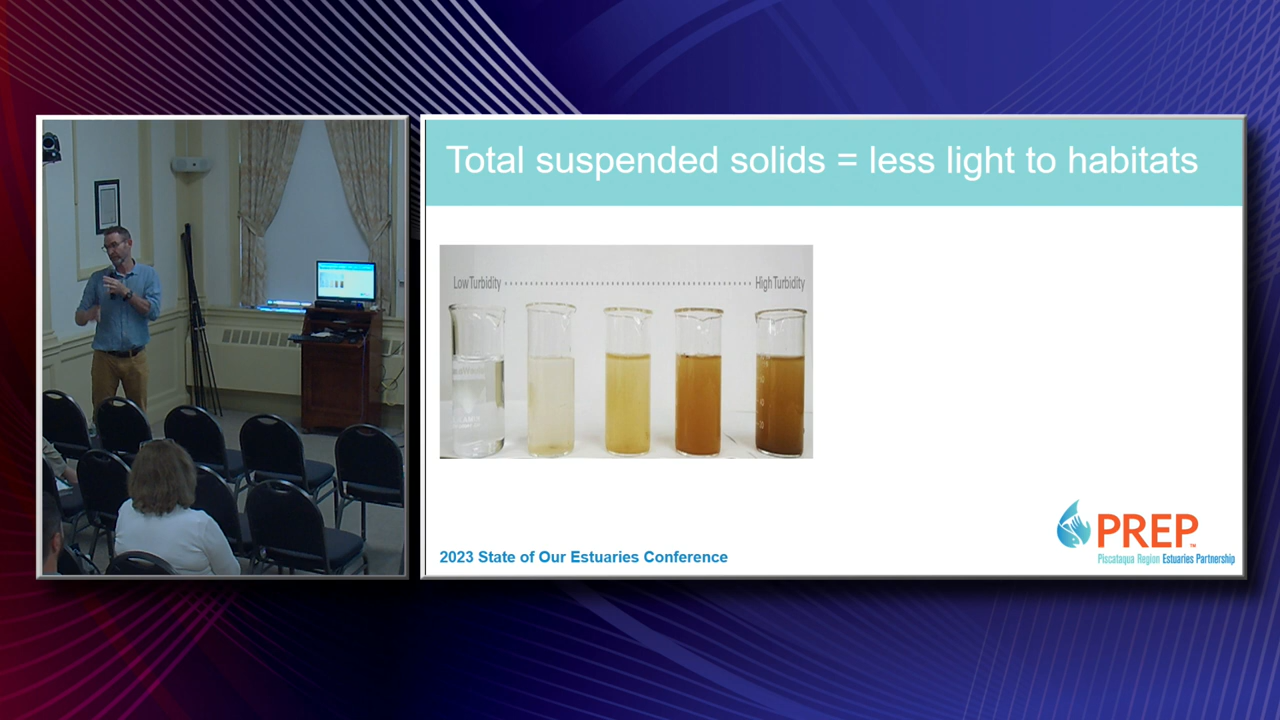 Total suspended solids = less light to habitats
Low Turbidity
High Turbidity
2023 State of Our Estuaries Conference
PREP™
Piscataqua Region Estuaries Partnership